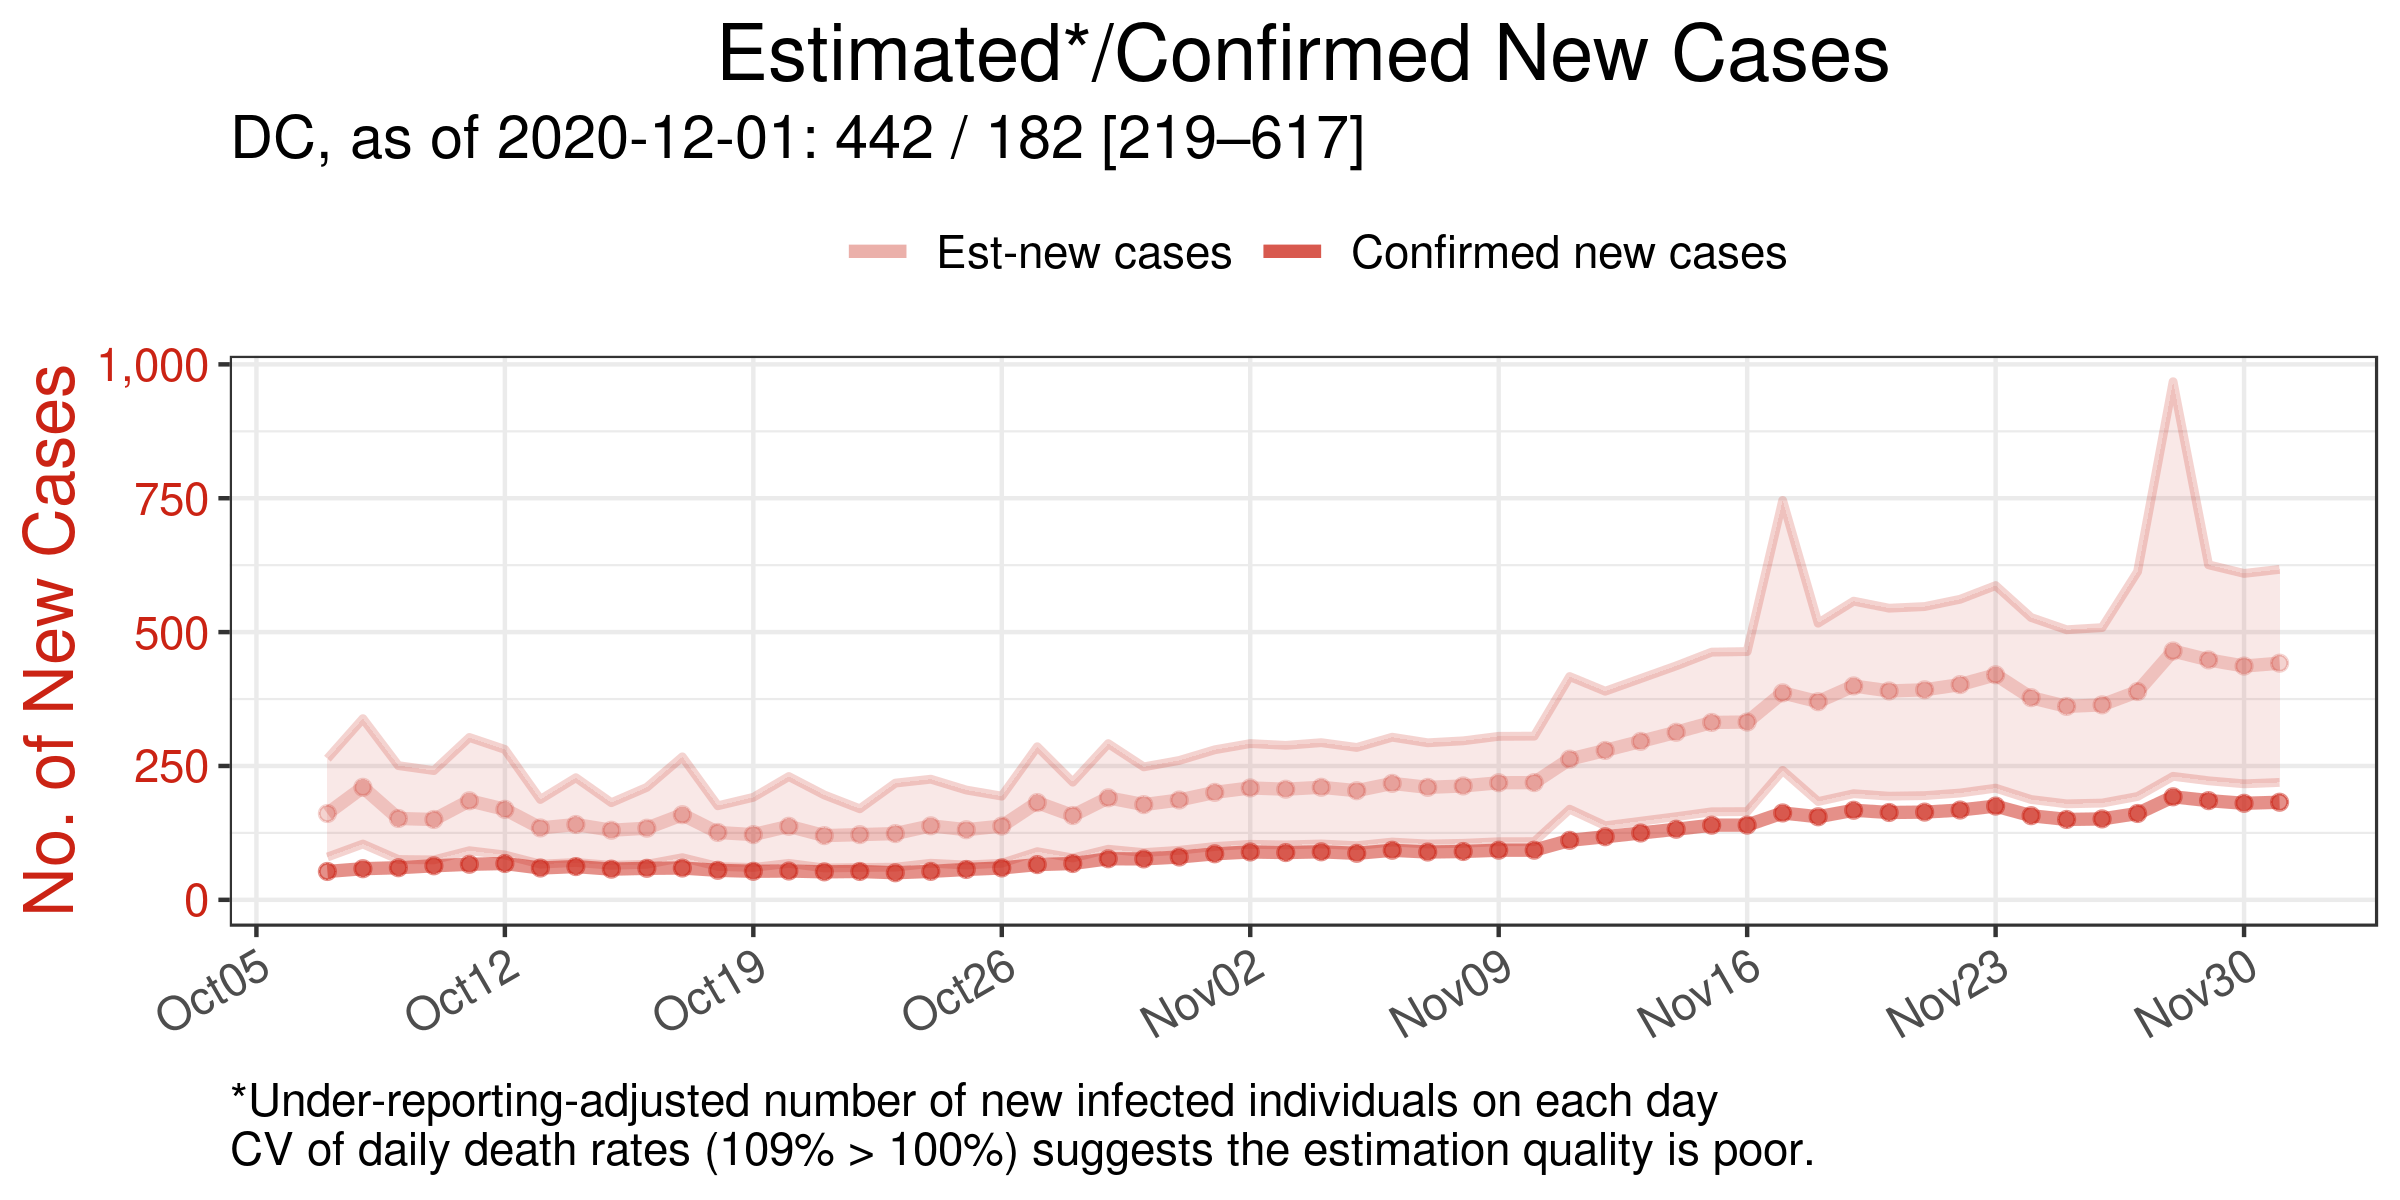 Estimated*/Confirmed New Cases
DC, as of 2020-12-01: 442 / 182 [219–617]
Est-new cases
Confirmed new cases
No. of New Cases
1,000
750
500
250
0
Oct05
Oct12
Oct19
Oct26
Nov02
Nov09
Nov16
Nov23
Nov30
*Under-reporting-adjusted number of new infected individuals on each day
CV of daily death rates (109% > 100%) suggests the estimation quality is poor.